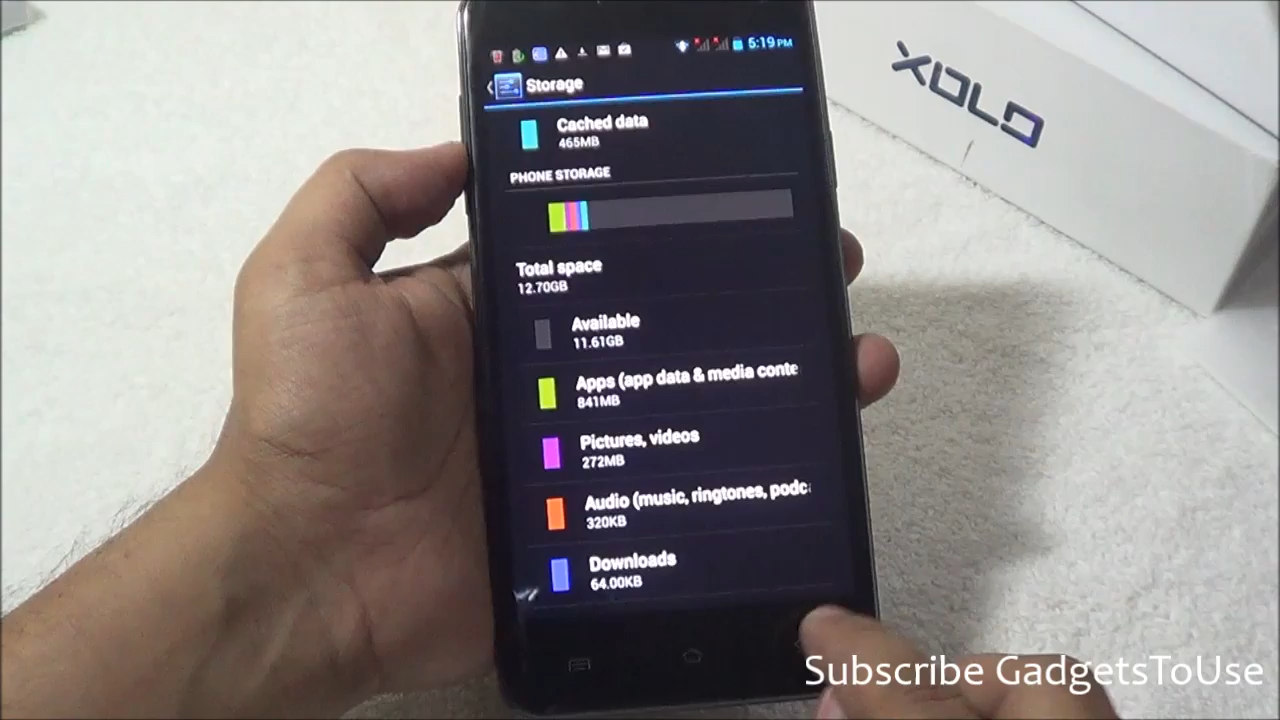 5:19 PM
Storage
XOLO
Cached data
465MB
PHONE STORAGE
Total space
12.70GB
Available
11.61GB
Apps (app data & media conte
841MB
Pictures, videos
272MB
Audio (music, ringtones, podc
320KB
Downloads
64.00KB
Subscribe GadgetsToUse